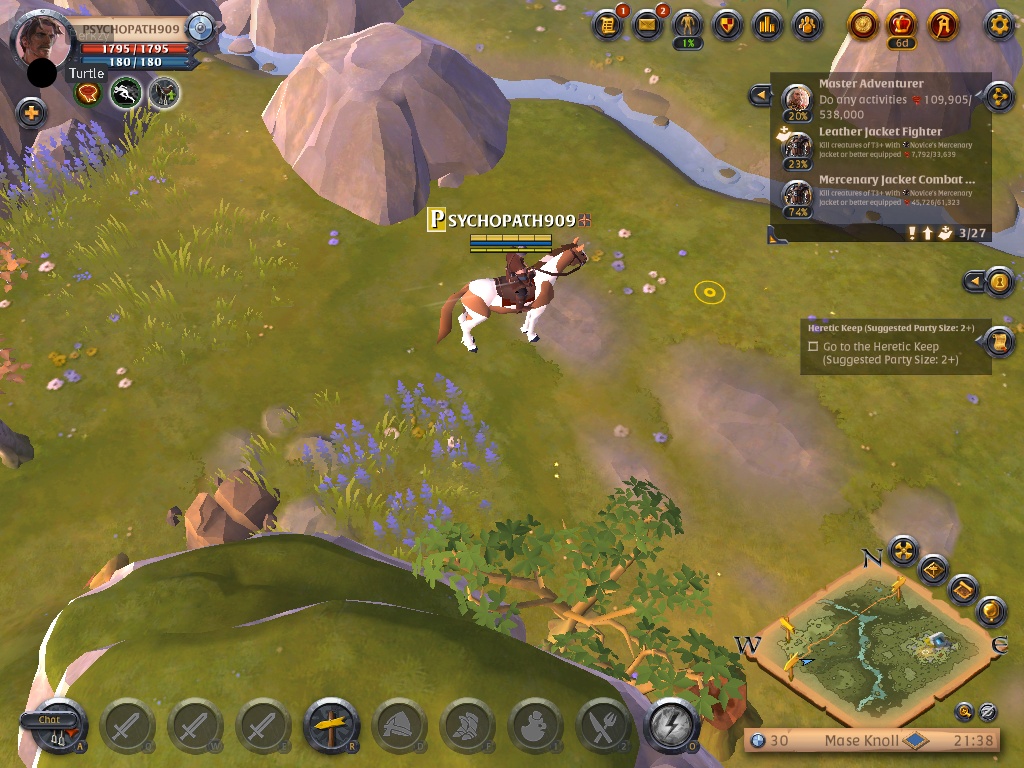 PSYCHOPATH909
1795 / 1795
180 / 180
Turtle
1
2
1%
6d
Master Adventurer
Do any activities 109,905/
538,000
20%
Leather Jacket Fighter
Kill creatures of T3+ with Novice's Mercenary
Jacket or better equipped 7,792/33,639
23%
Mercenary Jacket Combat ...
Kill creatures of T3+ with Novice's Mercenary
Jacket or better equipped 45,726/61,323
74%
3/27
PSYCHOPATH909
Heretic Keep (Suggested Party Size: 2+)
Go to the Heretic Keep
(Suggested Party Size: 2+)
N
W
E
Chat
A
Q
W
E
R
D
F
1
2
O
30
Mase Knoll
21:38